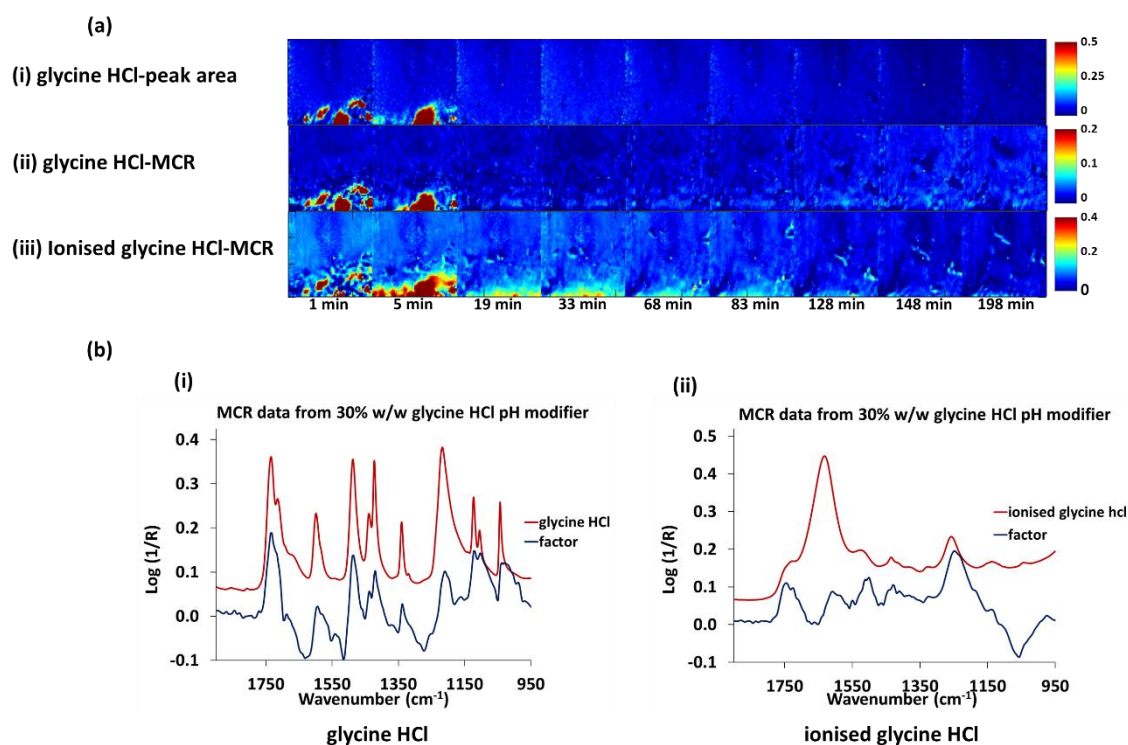 (a)
(i) glycine HCl-peak area
0.5
0.25
0
(ii) glycine HCl-MCR
0.2
0.1
0
(iii) Ionised glycine HCl-MCR
0.4
0.2
0
1 min 5 min 19 min 33 min 68 min 83 min 128 min 148 min 198 min
(b)
(i)
MCR data from 30% w/w glycine HCl pH modifier
Log (1/R)
0.4
0.3
0.2
0.1
0.0
-0.1
glycine HCl
factor
1750 1550 1350 1150 950
Wavenumber (cm⁻¹)
glycine HCl
(ii)
MCR data from 30% w/w glycine HCl pH modifier
Log (1/R)
0.5
0.4
0.3
0.2
0.1
0.0
-0.1
ionised glycine hcl
factor
1750 1550 1350 1150 950
Wavenumber (cm⁻¹)
ionised glycine HCl